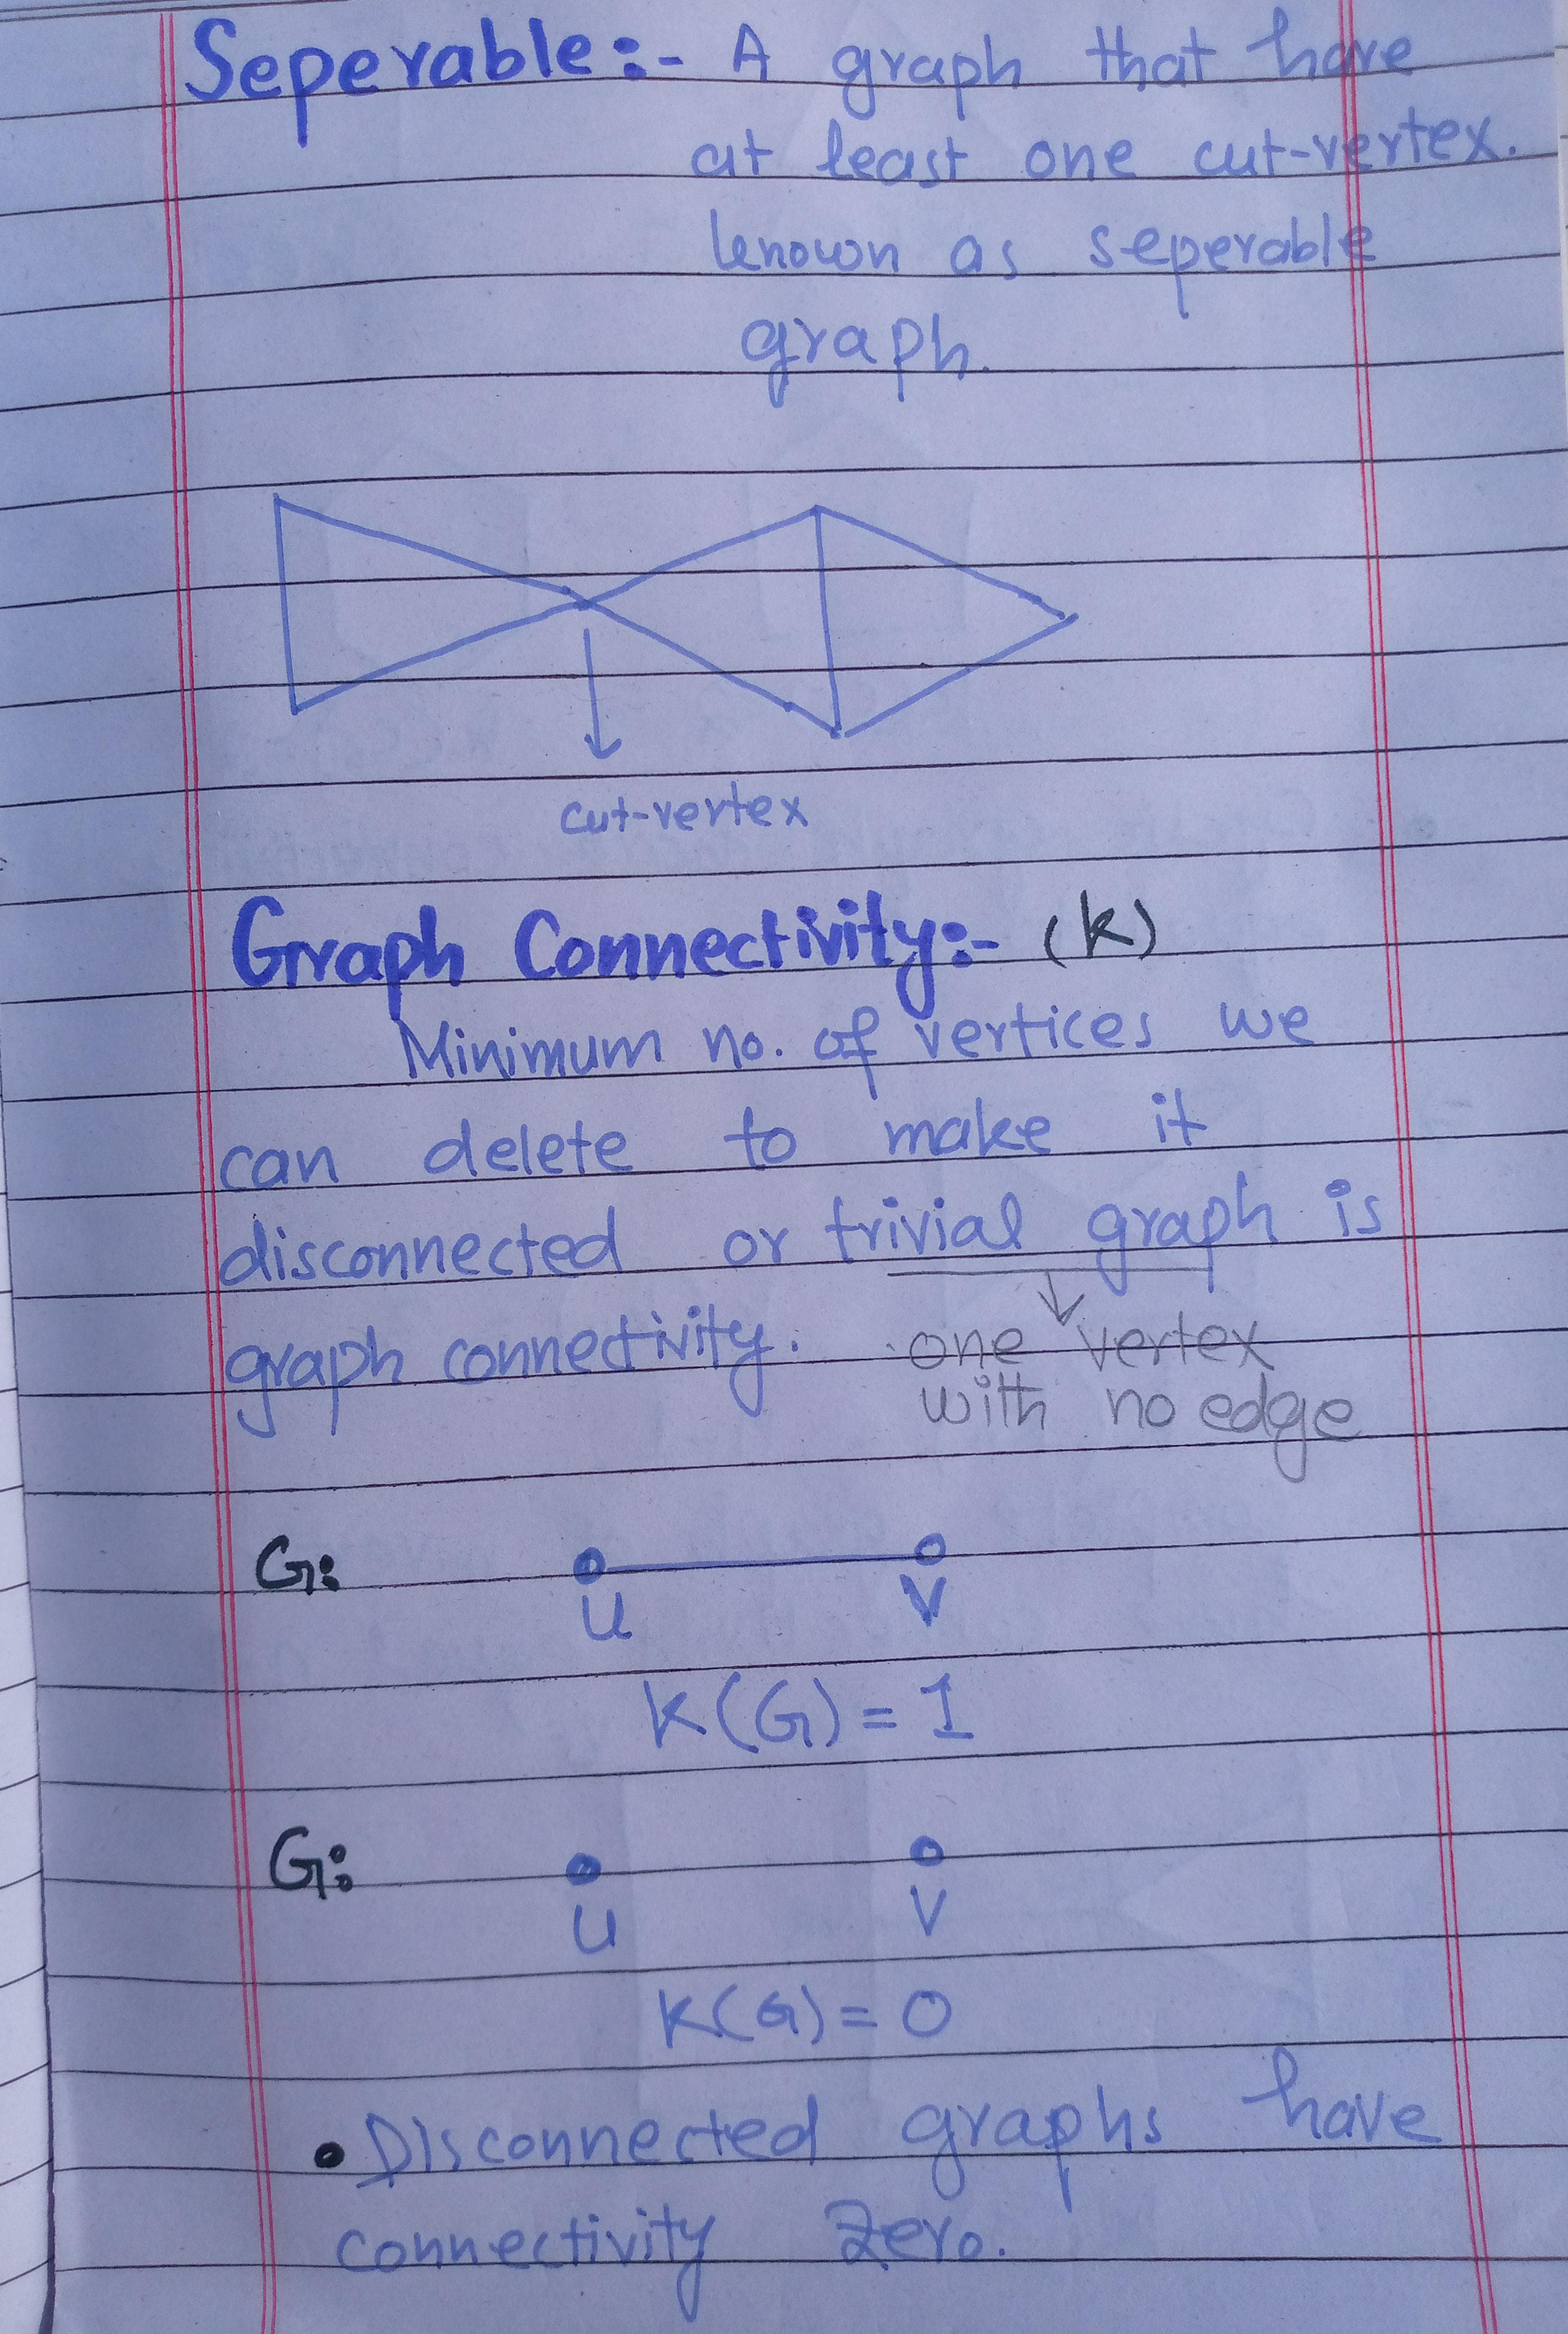 Seperable:- A graph that have
at least one cut-vertex.
known as seperable
graph.
cut-vertex
Graph Connectivity:- (K)
Minimum no. of vertices we
can delete to make it
disconnected or trivial graph is
graph connectivity. one vertex
with no edge
G:
U V
K(G) = 1
G:
U V
K(G) = 0
• Disconnected graphs have
connectivity zero.